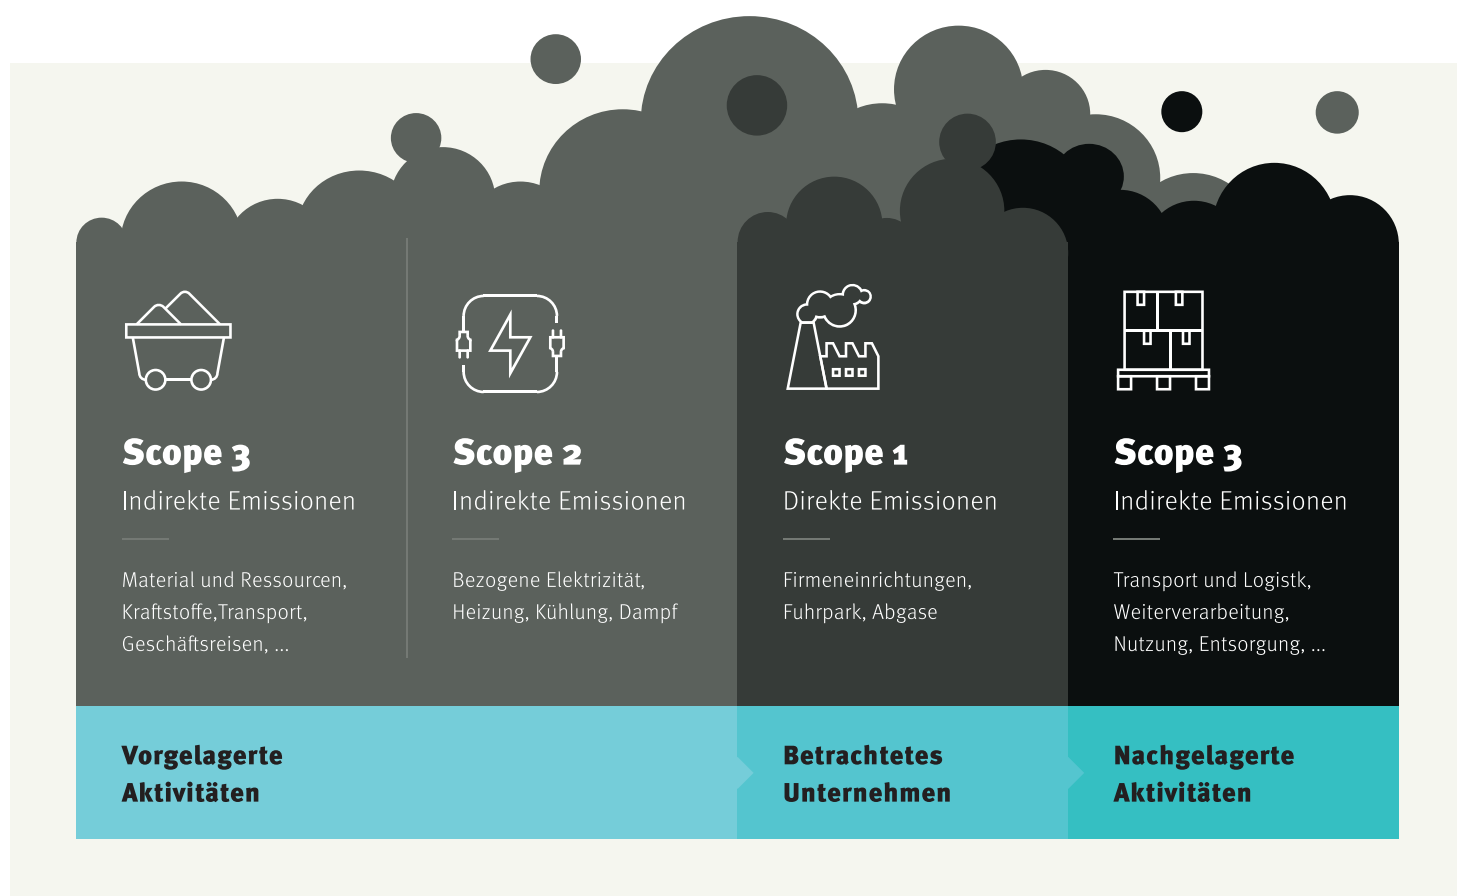 Scope 3
Indirekte Emissionen
Material und Ressourcen,
Kraftstoffe,Transport,
Geschäftsreisen, ...
Scope 2
Indirekte Emissionen
Bezogene Elektrizität,
Heizung, Kühlung, Dampf
Scope 1
Direkte Emissionen
Firmeneinrichtungen,
Fuhrpark, Abgase
Scope 3
Indirekte Emissionen
Transport und Logistk,
Weiterverarbeitung,
Nutzung, Entsorgung, ...
Vorgelagerte
Aktivitäten
Betrachtetes
Unternehmen
Nachgelagerte
Aktivitäten